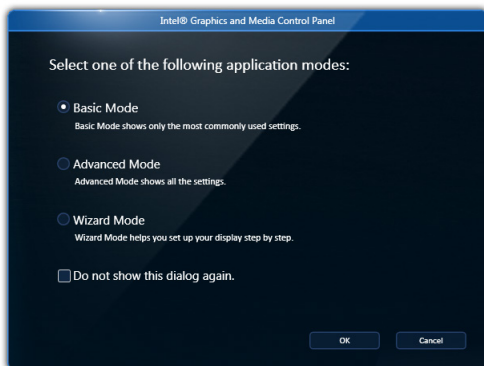 Intel® Graphics and Media Control Panel
Select one of the following application modes:
Basic Mode
Basic Mode shows only the most commonly used settings.
Advanced Mode
Advanced Mode shows all the settings.
Wizard Mode
Wizard Mode helps you set up your display step by step.
Do not show this dialog again.
OK Cancel